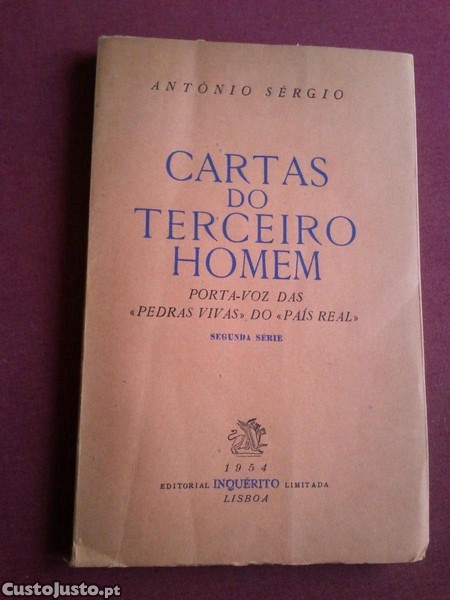 ANTÓNIO SÉRGIO
CARTAS
DO
TERCEIRO
HOMEM
PORTA-VOZ DAS
«PEDRAS VIVAS» DO «PAÍS REAL»
SEGUNDA SÉRIE
1954
EDITORIAL INQUÉRITO LIMITADA
LISBOA
CustoJusto.pt